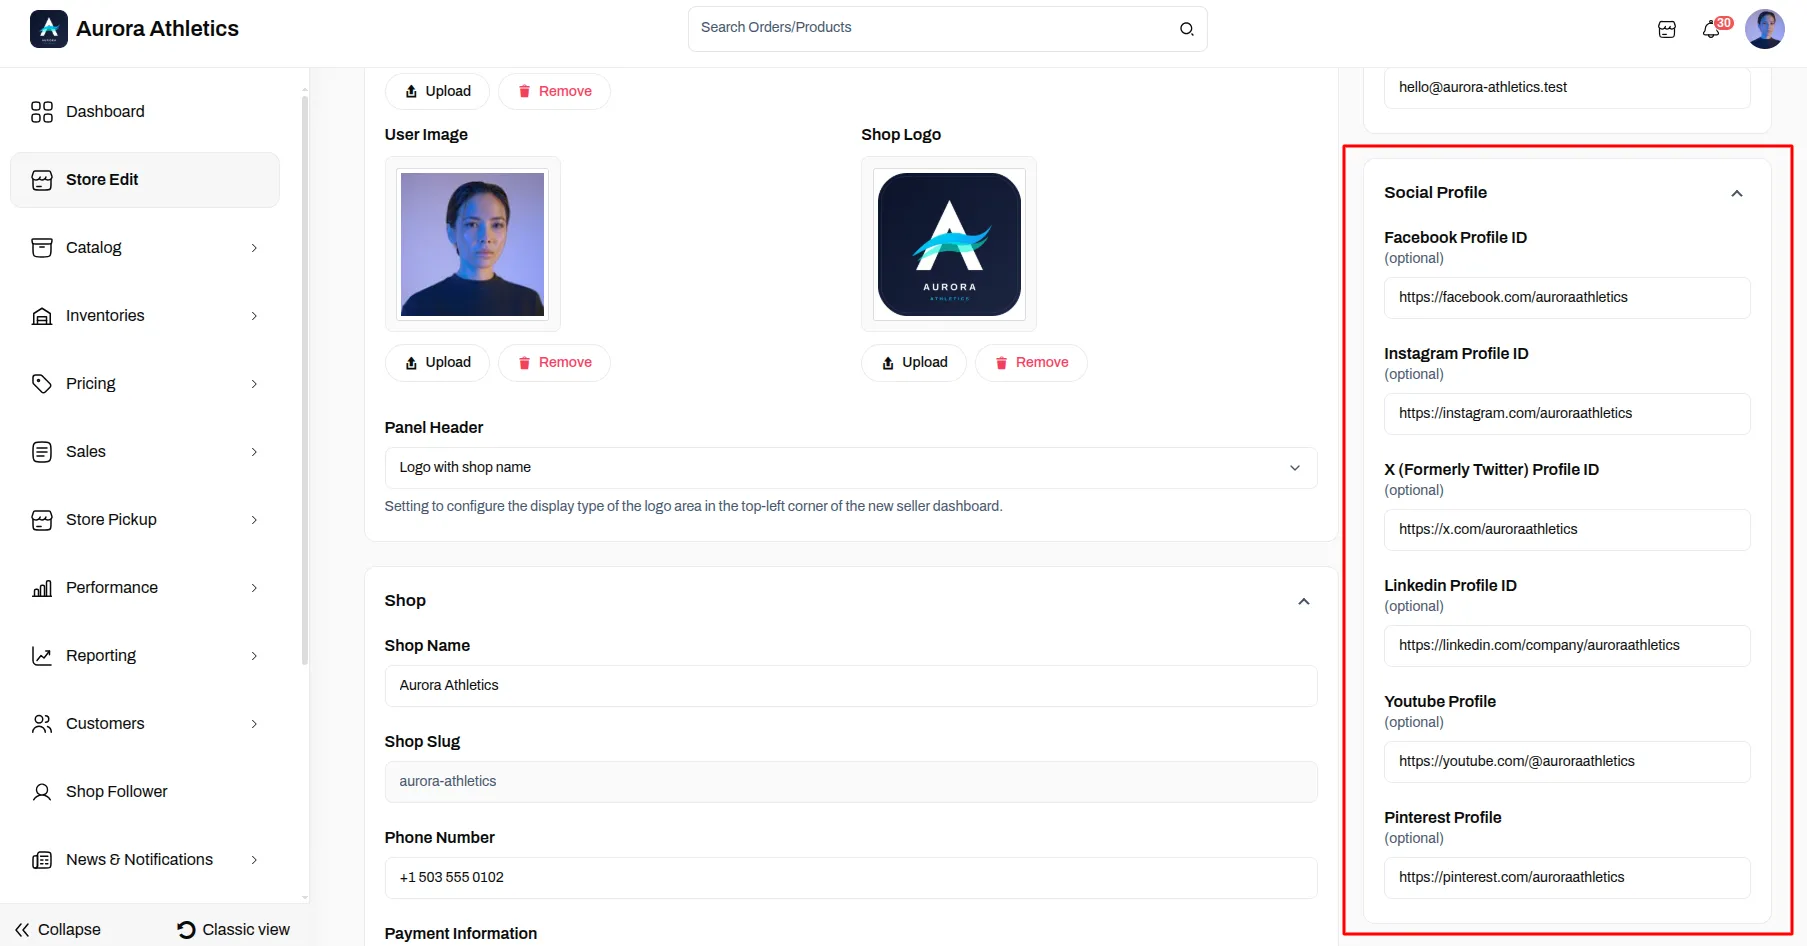 Aurora Athletics
Search Orders/Products
30
Dashboard
Store Edit
Catalog
Inventories
Pricing
Sales
Store Pickup
Performance
Reporting
Customers
Shop Follower
News & Notifications
Collapse
Classic view
Upload
Remove
User Image
Upload
Remove
Shop Logo
AURORA
ATHLETICS
Upload
Remove
Panel Header
Logo with shop name
Setting to configure the display type of the logo area in the top-left corner of the new seller dashboard.
Shop
Shop Name
Aurora Athletics
Shop Slug
aurora-athletics
Phone Number
+1 503 555 0102
Payment Information
hello@aurora-athletics.test
Social Profile
Facebook Profile ID
(optional)
https://facebook.com/auroraathletics
Instagram Profile ID
(optional)
https://instagram.com/auroraathletics
X (Formerly Twitter) Profile ID
(optional)
https://x.com/auroraathletics
Linkedin Profile ID
(optional)
https://linkedin.com/company/auroraathletics
Youtube Profile
(optional)
https://youtube.com/@auroraathletics
Pinterest Profile
(optional)
https://pinterest.com/auroraathletics